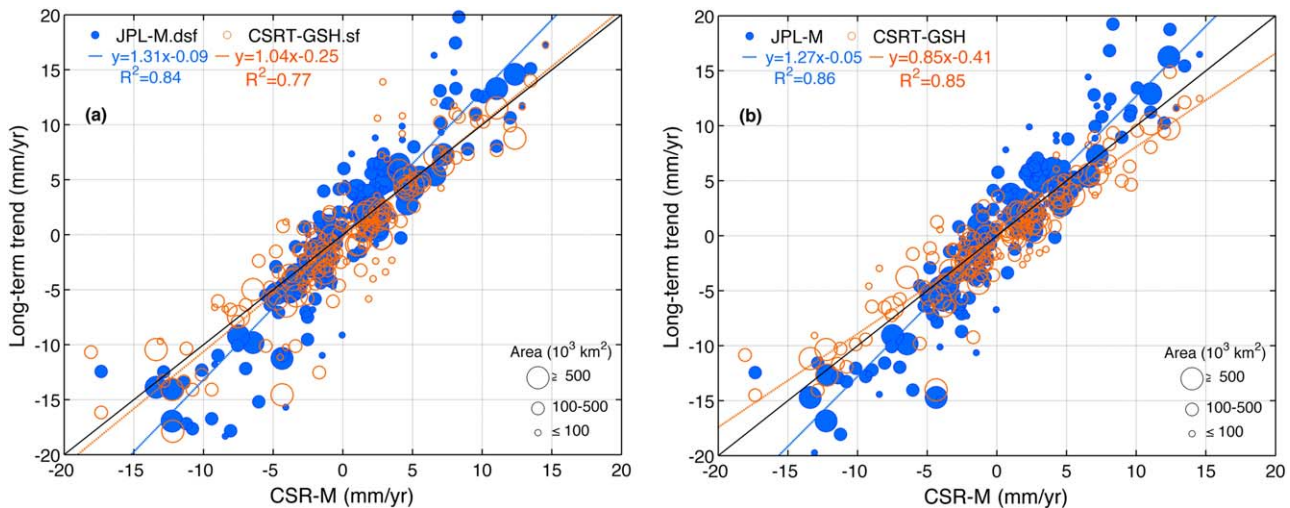 (a)
JPL-M.dsf CSRT-GSH.sf
y=1.31x-0.09 y=1.04x-0.25
R²=0.84 R²=0.77
Long-term trend (mm/yr)
20
15
10
5
0
-5
-10
-15
-20
Area (10³ km²)
≥ 500
100-500
≤ 100
-20 -15 -10 -5 0 5 10 15 20
CSR-M (mm/yr)
(b)
JPL-M CSRT-GSH
y=1.27x-0.05 y=0.85x-0.41
R²=0.86 R²=0.85
Long-term trend (mm/yr)
20
15
10
5
0
-5
-10
-15
-20
Area (10³ km²)
≥ 500
100-500
≤ 100
-20 -15 -10 -5 0 5 10 15 20
CSR-M (mm/yr)